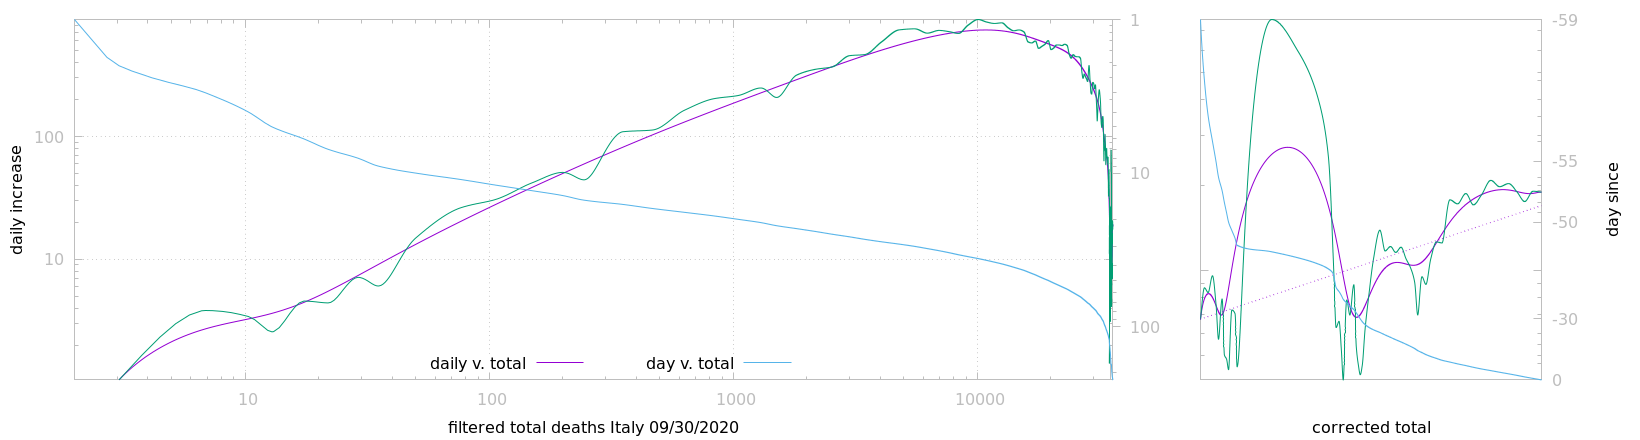 daily increase
100
10
10
100
1000
10000
1
10
100
daily v. total
day v. total
filtered total deaths Italy 09/30/2020
-59
-55
-50
-30
0
day since
corrected total